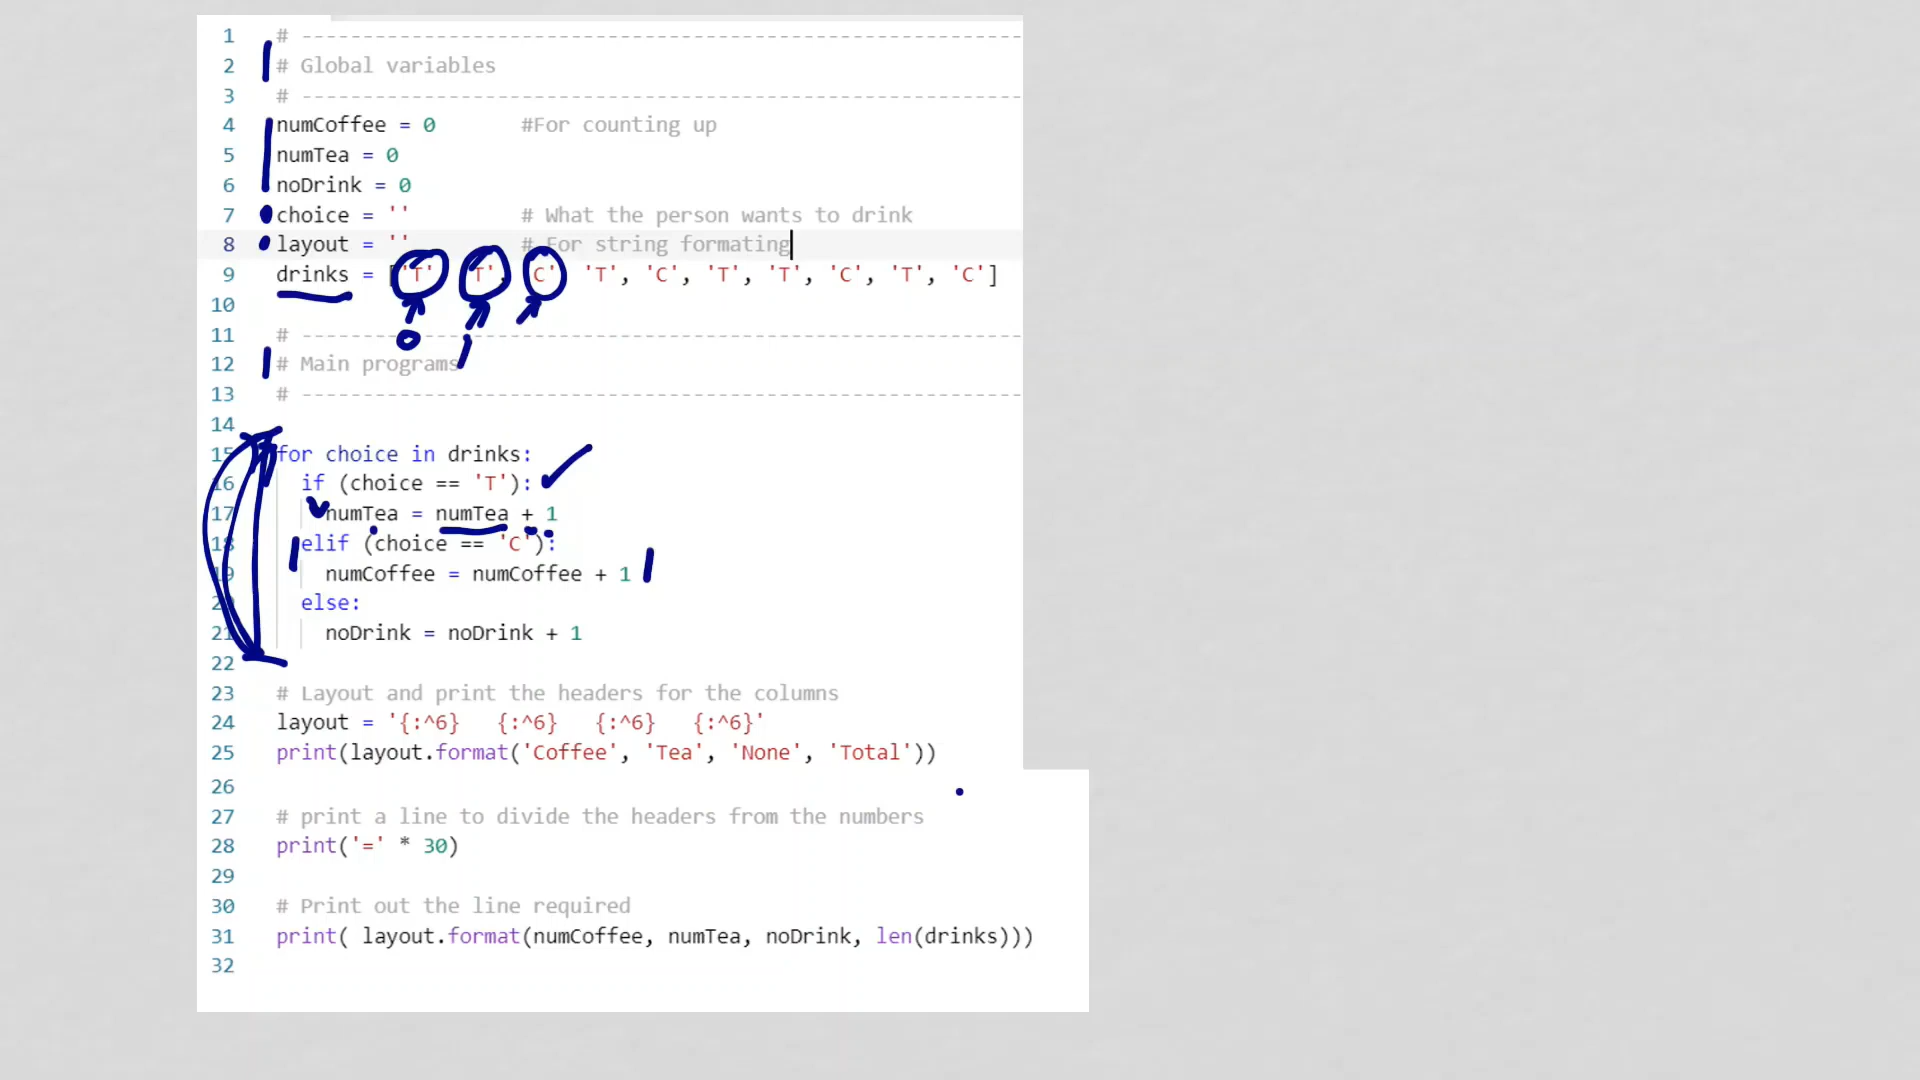 1 # -----------------------------------------------------------
2 # Global variables
3 # -----------------------------------------------------------
4 numCoffee = 0 #For counting up
5 numTea = 0
6 noDrink = 0
7 choice = '' # What the person wants to drink
8 layout = '' # For string formating
9 drinks = ['T', 'T', 'C', 'T', 'C', 'T', 'T', 'C', 'T', 'C']
10
11 # -----------------------------------------------------------
12 # Main programs
13 # -----------------------------------------------------------
14
15 for choice in drinks:
16 if (choice == 'T'):
17 numTea = numTea + 1
18 elif (choice == 'C'):
19 numCoffee = numCoffee + 1
20 else:
21 noDrink = noDrink + 1
22
23 # Layout and print the headers for the columns
24 layout = '{:^6}   {:^6}   {:^6}   {:^6}'
25 print(layout.format('Coffee', 'Tea', 'None', 'Total'))
26
27 # print a line to divide the headers from the numbers
28 print('=' * 30)
29
30 # Print out the line required
31 print( layout.format(numCoffee, numTea, noDrink, len(drinks)))
32